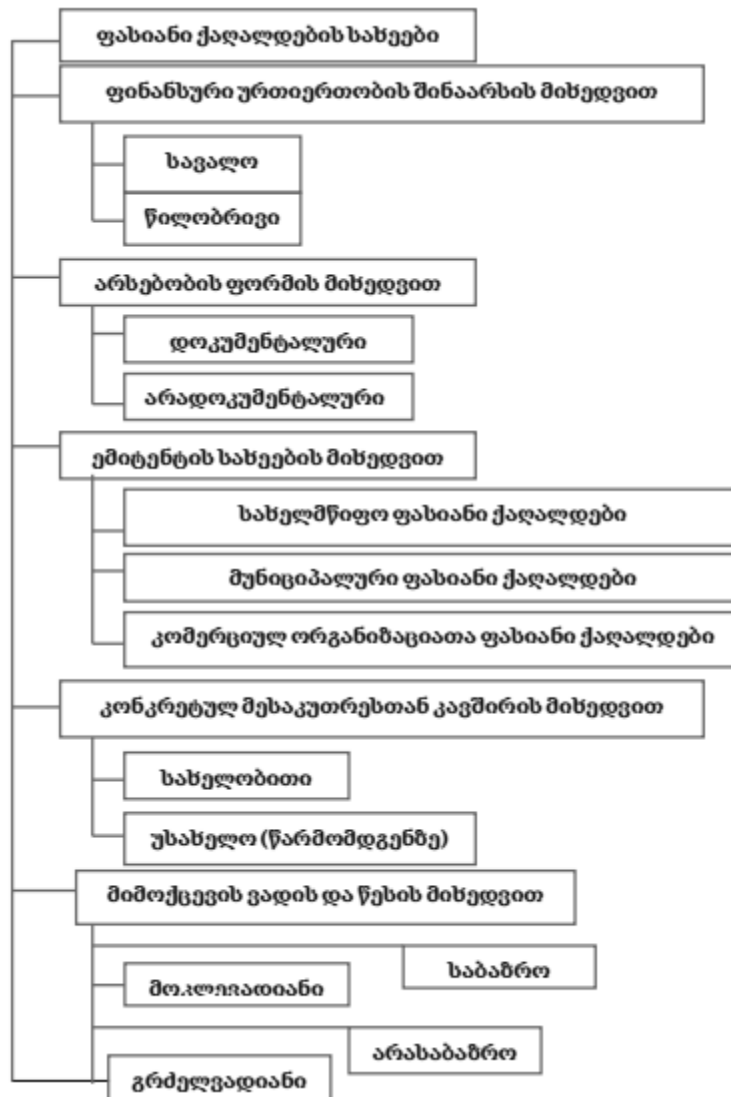 ფასიანი ქაღალდების სახეები
ფინანსური ურთიერთობის შინაარსის მიხედვით
სავალო
წილობრივი
არსებობის ფორმის მიხედვით
დოკუმენტალური
არადოკუმენტალური
ემიტენტის სახეების მიხედვით
სახელმწიფო ფასიანი ქაღალდები
მუნიციპალური ფასიანი ქაღალდები
კომერციულ ორგანიზაციათა ფასიანი ქაღალდები
კონკრეტულ მესაკუთრესთან კავშირის მიხედვით
სახელობითი
უსახელო (წარმომდგენზე)
მიმოქცევის ვადის და წესის მიხედვით
საბაზრო
მოკლევადიანი
არასაბაზრო
გრძელვადიანი